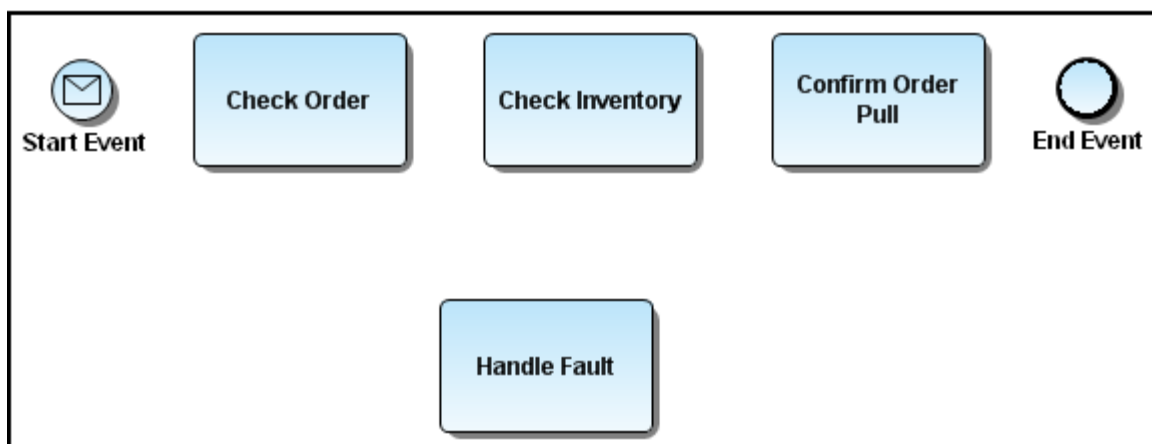 Start Event
Check Order
Check Inventory
Confirm Order
Pull
End Event
Handle Fault